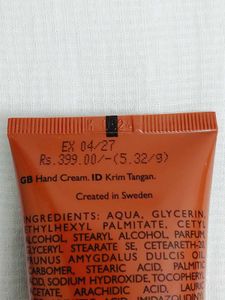 EX 04/27
Rs.399.00/-(5.32/g)
GB Hand Cream. ID Krim Tangan.
Created in Sweden
INGREDIENTS: AQUA, GLYCERIN,
ETHYLHEXYL PALMITATE, CETYL
ALCOHOL, STEARYL ALCOHOL, PARFUM,
GLYCERYL STEARATE SE, CETEARETH-20,
PRUNUS AMYGDALUS DULCIS OIL,
CARBOMER, STEARIC ACID, PALMITIC
ACID, SODIUM HYDROXIDE, TOCOPHERYL
ACETATE, ARACHIDIC ACID, LAURIC